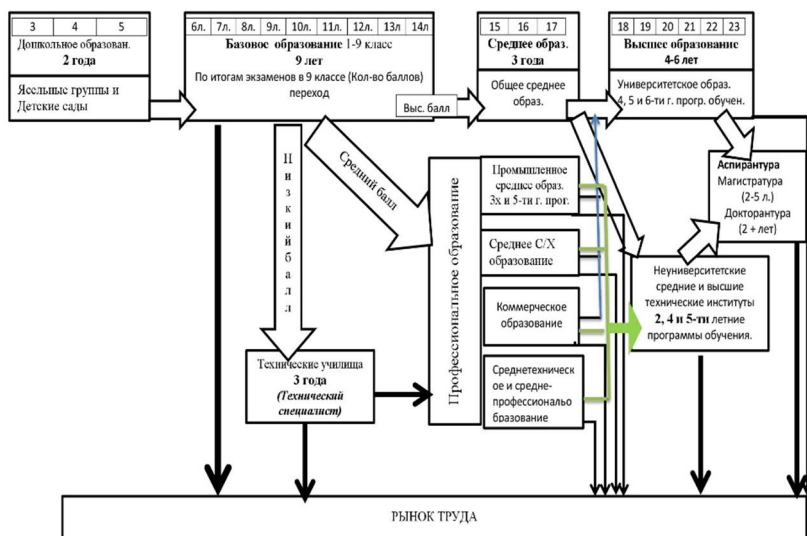 3 4 5
Дошкольное образован.
2 года
Ясельные группы и
Детские сады
6л. 7л. 8л. 9л. 10л. 11л. 12л. 13л 14л
Базовое образование 1-9 класс
9 лет
По итогам экзаменов в 9 классе (Кол-во баллов)
переход
Выс. балл
15 16 17
Среднее образ.
3 года
Общее среднее
образ.
18 19 20 21 22 23
Высшее образование
4-6 лет
Университетское образ.
4, 5 и 6-ти г. прогр. обучен.
Аспирантура
Магистратура
(2-5 л.)
Докторантура
(2 + лет)
Низкийбалл
Средний балл
Профессиональное образование
Промышленное
среднее образ.
3х и 5-ти г. прог.
Среднее С/Х
образование
Коммерческое
образование
Среднетехническ
ое и средне-
профессиональо
бразование
Неуниверситетские
средние и высшие
технические институты
2, 4 и 5-ти летние
программы обучения.
Технические училища
3 года
(Технический
специалист)
РЫНОК ТРУДА